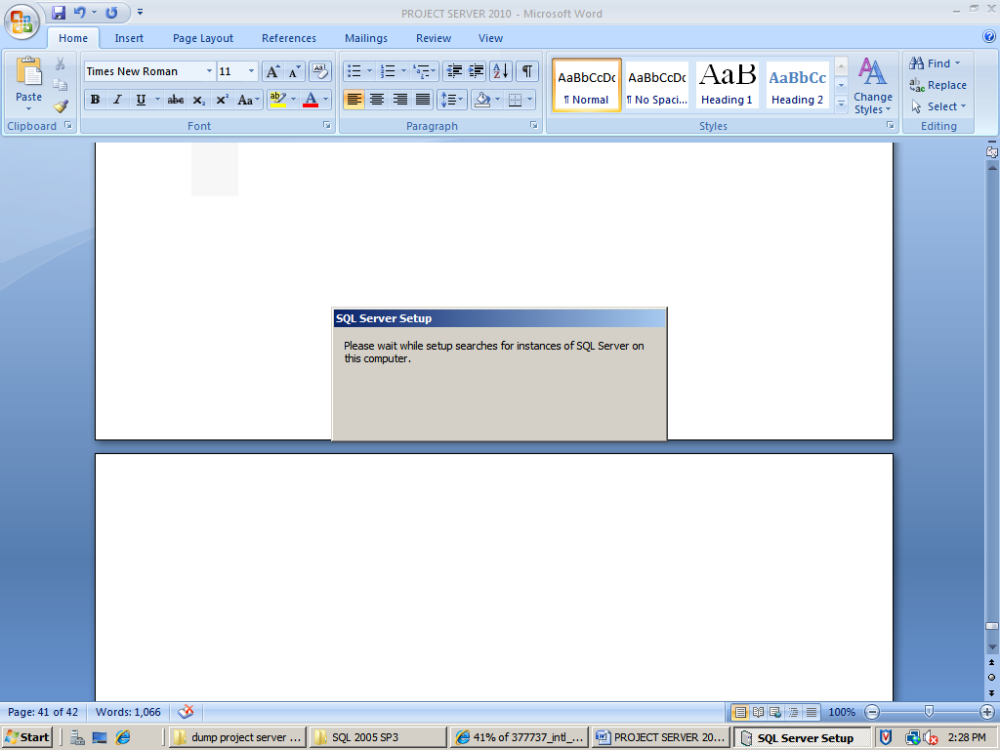 PROJECT SERVER 2010 - Microsoft Word
Home Insert Page Layout References Mailings Review View
Paste
Clipboard
Times New Roman 11
B I U abc X₂ X² Aa ab A
Font
Paragraph
AaBbCcDc AaBbCcDc AaB AaBbCc
¶ Normal ¶ No Spaci... Heading 1 Heading 2
Change
Styles
Styles
Find
Replace
Select
Editing
SQL Server Setup
Please wait while setup searches for instances of SQL Server on
this computer.
Page: 41 of 42 Words: 1,066 100%
Start dump project server ... SQL 2005 SP3 41% of 377737_intl_... PROJECT SERVER 20... SQL Server Setup 2:28 PM